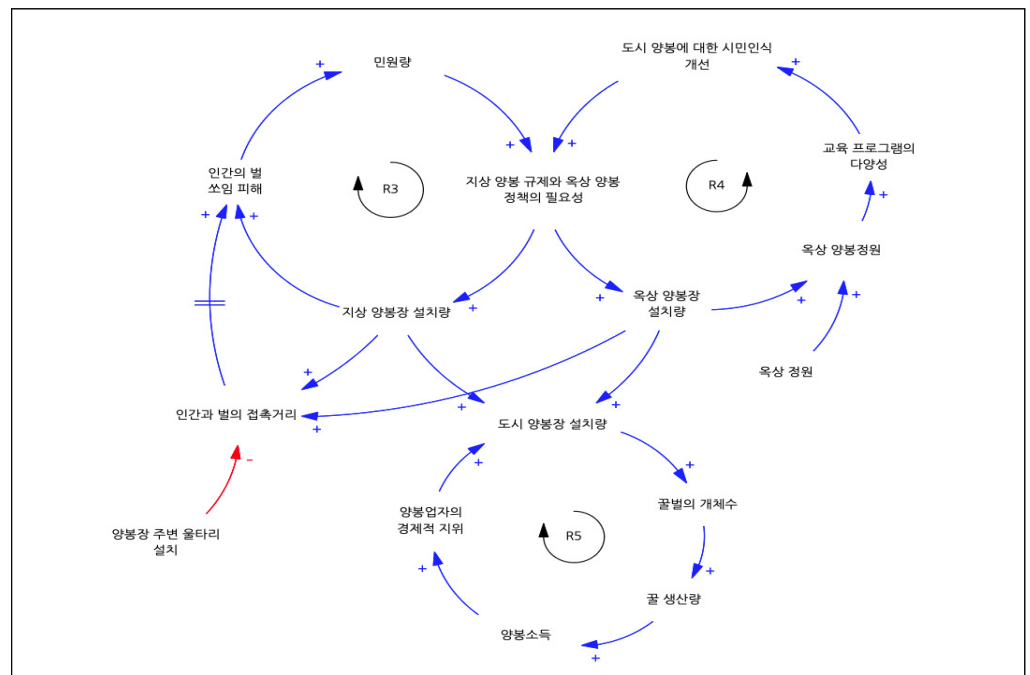 민원량
도시 양봉에 대한 시민인식
개선
+
+
교육 프로그램의
다양성
+
+
인간의 벌
쏘임 피해
R3
지상 양봉 규제와 옥상 양봉
정책의 필요성
R4
+
+
+
옥상 양봉정원
지상 양봉장 설치량
+
+
옥상 양봉장
설치량
+
+
옥상 정원
+
인간과 벌의 접촉거리
+
+
+
도시 양봉장 설치량
-
+
+
양봉장 주변 울타리
설치
양봉업자의
경제적 지위
R5
꿀벌의 개체수
+
+
꿀 생산량
양봉소득
+